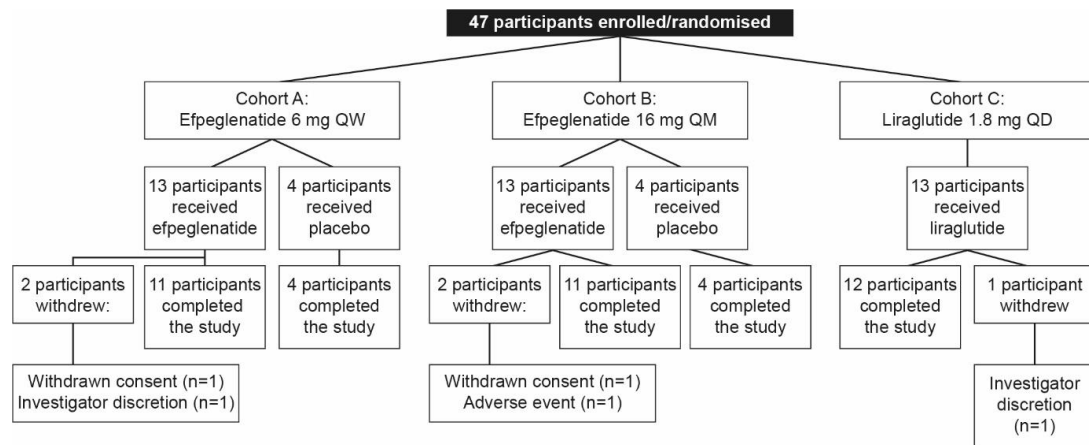 47 participants enrolled/randomised
Cohort A:
Efpeglenatide 6 mg QW
Cohort B:
Efpeglenatide 16 mg QM
Cohort C:
Liraglutide 1.8 mg QD
13 participants
received
efpeglenatide
4 participants
received
placebo
13 participants
received
efpeglenatide
4 participants
received
placebo
13 participants
received
liraglutide
2 participants
withdrew:
11 participants
completed
the study
4 participants
completed
the study
2 participants
withdrew:
11 participants
completed
the study
4 participants
completed
the study
12 participants
completed
the study
1 participant
withdrew
Withdrawn consent (n=1)
Investigator discretion (n=1)
Withdrawn consent (n=1)
Adverse event (n=1)
Investigator
discretion
(n=1)